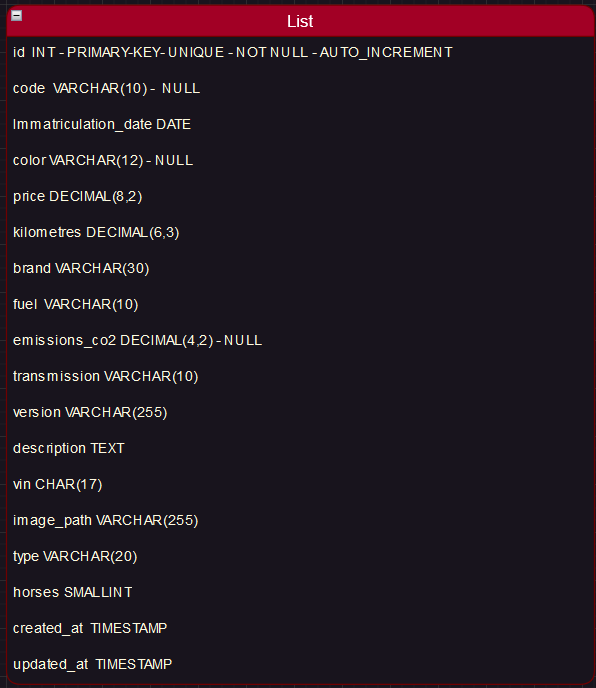 List
id INT - PRIMARY-KEY- UNIQUE - NOT NULL - AUTO_INCREMENT
code VARCHAR(10) - NULL
Immatriculation_date DATE
color VARCHAR(12) - NULL
price DECIMAL(8,2)
kilometres DECIMAL(6,3)
brand VARCHAR(30)
fuel VARCHAR(10)
emissions_co2 DECIMAL(4,2) - NULL
transmission VARCHAR(10)
version VARCHAR(255)
description TEXT
vin CHAR(17)
image_path VARCHAR(255)
type VARCHAR(20)
horses SMALLINT
created_at TIMESTAMP
updated_at TIMESTAMP